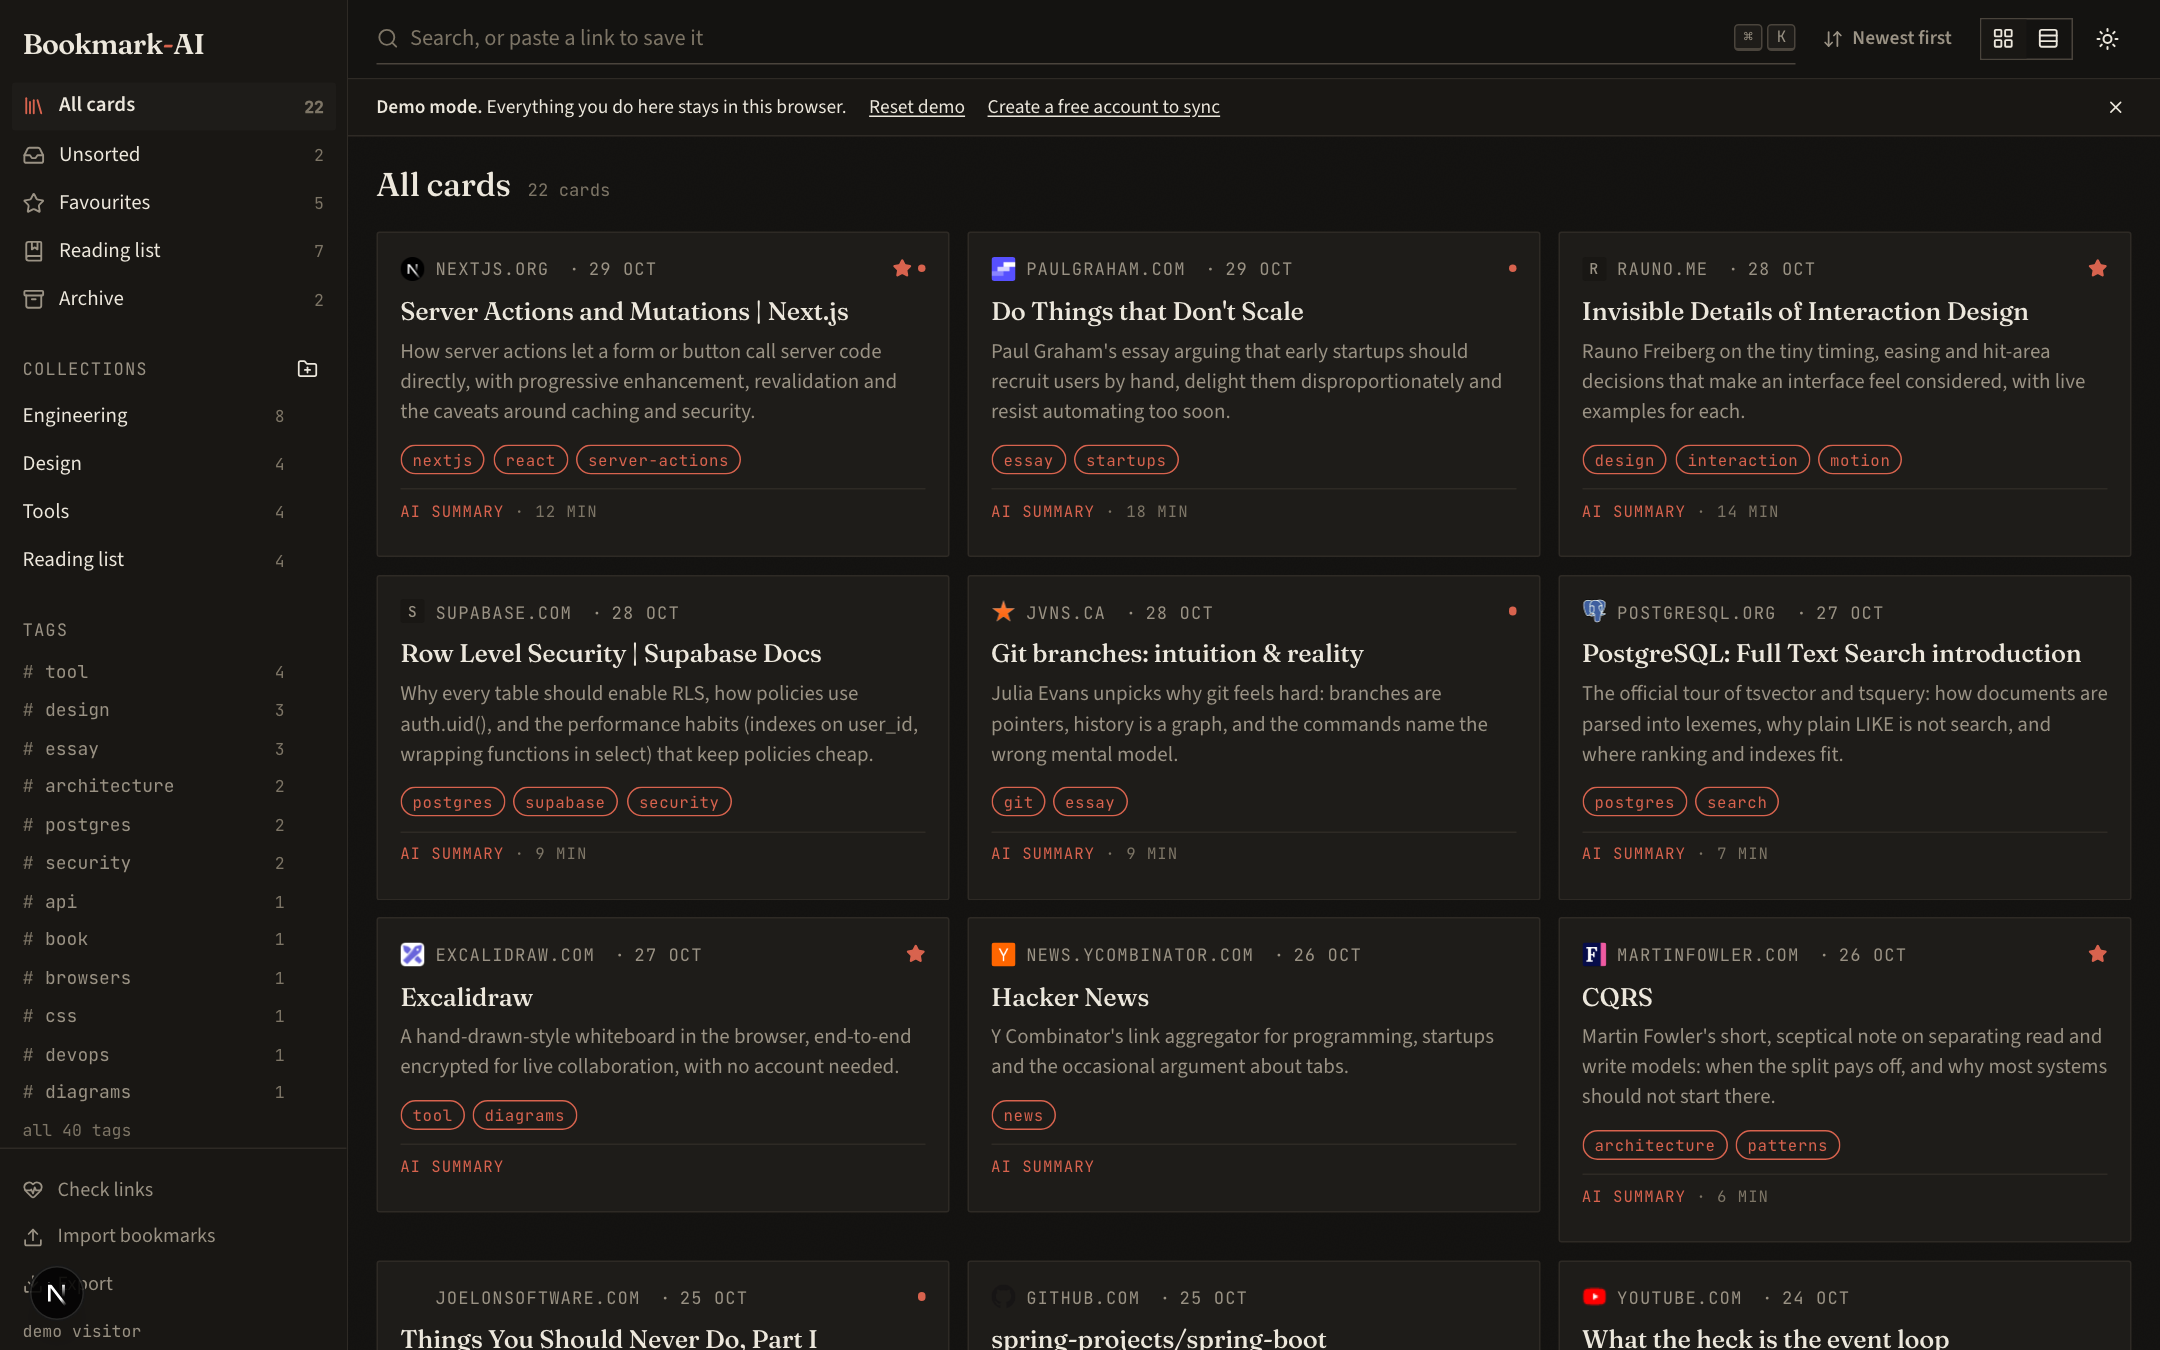 Bookmark-AI
All cards 22
Unsorted 2
Favourites 5
Reading list 7
Archive 2
COLLECTIONS
Engineering 8
Design 4
Tools 4
Reading list 4
TAGS
# tool 4
# design 3
# essay 3
# architecture 2
# postgres 2
# security 2
# api 1
# book 1
# browsers 1
# css 1
# devops 1
# diagrams 1
all 40 tags
Check links
Import bookmarks
N
demo visitor
Search, or paste a link to save it ⌘ K
Newest first
Demo mode. Everything you do here stays in this browser. Reset demo Create a free account to sync
All cards 22 cards
N NEXTJS.ORG · 29 OCT
Server Actions and Mutations | Next.js
How server actions let a form or button call server code
directly, with progressive enhancement, revalidation and
the caveats around caching and security.
nextjs react server-actions
AI SUMMARY · 12 MIN
PAULGRAHAM.COM · 29 OCT
Do Things that Don't Scale
Paul Graham's essay arguing that early startups should
recruit users by hand, delight them disproportionately and
resist automating too soon.
essay startups
AI SUMMARY · 18 MIN
R RAUNO.ME · 28 OCT
Invisible Details of Interaction Design
Rauno Freiberg on the tiny timing, easing and hit-area
decisions that make an interface feel considered, with live
examples for each.
design interaction motion
AI SUMMARY · 14 MIN
S SUPABASE.COM · 28 OCT
Row Level Security | Supabase Docs
Why every table should enable RLS, how policies use
auth.uid(), and the performance habits (indexes on user_id,
wrapping functions in select) that keep policies cheap.
postgres supabase security
AI SUMMARY · 9 MIN
JVNS.CA · 28 OCT
Git branches: intuition & reality
Julia Evans unpicks why git feels hard: branches are
pointers, history is a graph, and the commands name the
wrong mental model.
git essay
AI SUMMARY · 9 MIN
POSTGRESQL.ORG · 27 OCT
PostgreSQL: Full Text Search introduction
The official tour of tsvector and tsquery: how documents are
parsed into lexemes, why plain LIKE is not search, and
where ranking and indexes fit.
postgres search
AI SUMMARY · 7 MIN
EXCALIDRAW.COM · 27 OCT
Excalidraw
A hand-drawn-style whiteboard in the browser, end-to-end
encrypted for live collaboration, with no account needed.
tool diagrams
AI SUMMARY
Y NEWS.YCOMBINATOR.COM · 26 OCT
Hacker News
Y Combinator's link aggregator for programming, startups
and the occasional argument about tabs.
news
AI SUMMARY
F MARTINFOWLER.COM · 26 OCT
CQRS
Martin Fowler's short, sceptical note on separating read and
write models: when the split pays off, and why most systems
should not start there.
architecture patterns
AI SUMMARY · 6 MIN
JOELONSOFTWARE.COM · 25 OCT
Things You Should Never Do, Part I
GITHUB.COM · 25 OCT
spring-projects/spring-boot
YOUTUBE.COM · 24 OCT
What the heck is the event loop